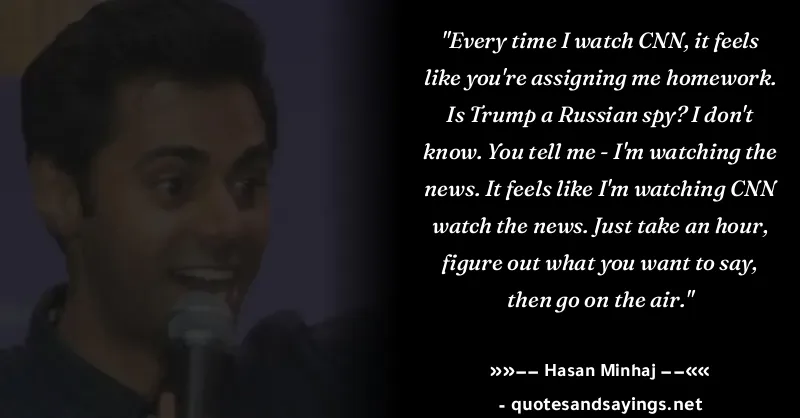 "Every time I watch CNN, it feels
like you're assigning me homework.
Is Trump a Russian spy? I don't
know. You tell me - I'm watching the
news. It feels like I'm watching CNN
watch the news. Just take an hour,
figure out what you want to say,
then go on the air."
»»−− Hasan Minhaj −−««
- quotesandsayings.net